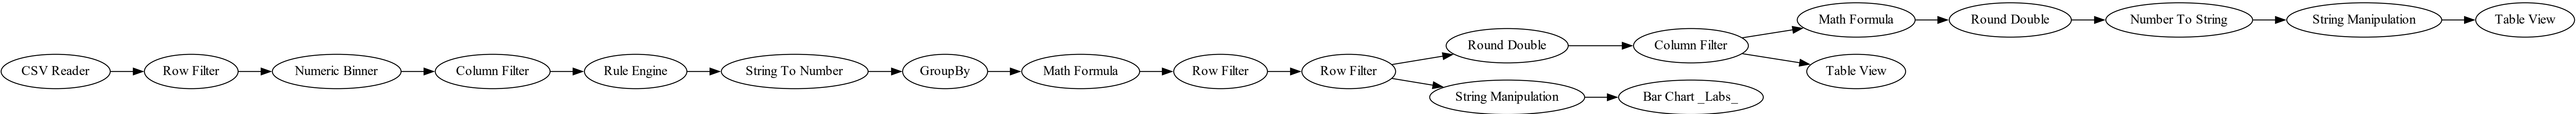 CSV Reader
Row Filter
Numeric Binner
Column Filter
Rule Engine
String To Number
GroupBy
Math Formula
Row Filter
Row Filter
Round Double
Column Filter
Math Formula
Round Double
Number To String
String Manipulation
Table View
Table View
String Manipulation
Bar Chart _Labs_